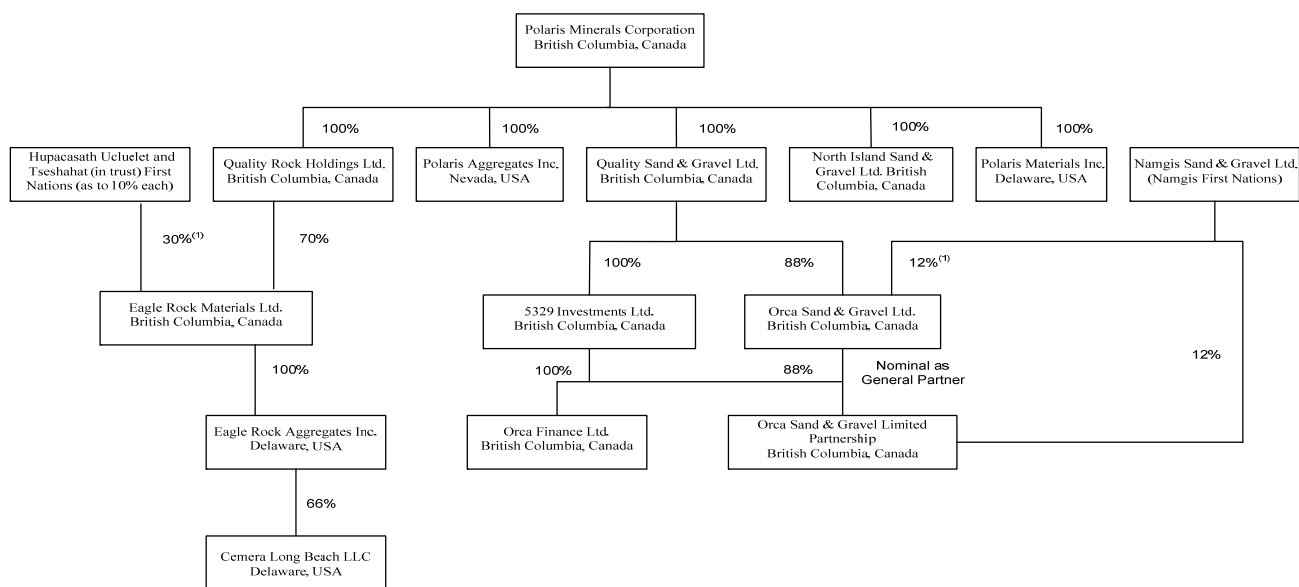 Polaris Minerals Corporation
British Columbia, Canada
100%
100%
100%
100%
100%
Hupacasath Ucluelet and
Tseshahat (in trust) First
Nations (as to 10% each)
Quality Rock Holdings Ltd.
British Columbia, Canada
Polaris Aggregates Inc.
Nevada, USA
Quality Sand & Gravel Ltd.
British Columbia, Canada
North Island Sand &
Gravel Ltd. British
Columbia, Canada
Polaris Materials Inc.
Delaware, USA
Namgis Sand & Gravel Ltd.
(Namgis First Nations)
30%(1)
70%
100%
88%
12%(1)
Eagle Rock Materials Ltd.
British Columbia, Canada
5329 Investments Ltd.
British Columbia, Canada
Orca Sand & Gravel Ltd.
British Columbia, Canada
100%
100%
88%
Nominal as
General Partner
12%
Eagle Rock Aggregates Inc.
Delaware, USA
Orca Finance Ltd.
British Columbia, Canada
Orca Sand & Gravel Limited
Partnership
British Columbia, Canada
66%
Cemera Long Beach LLC
Delaware, USA